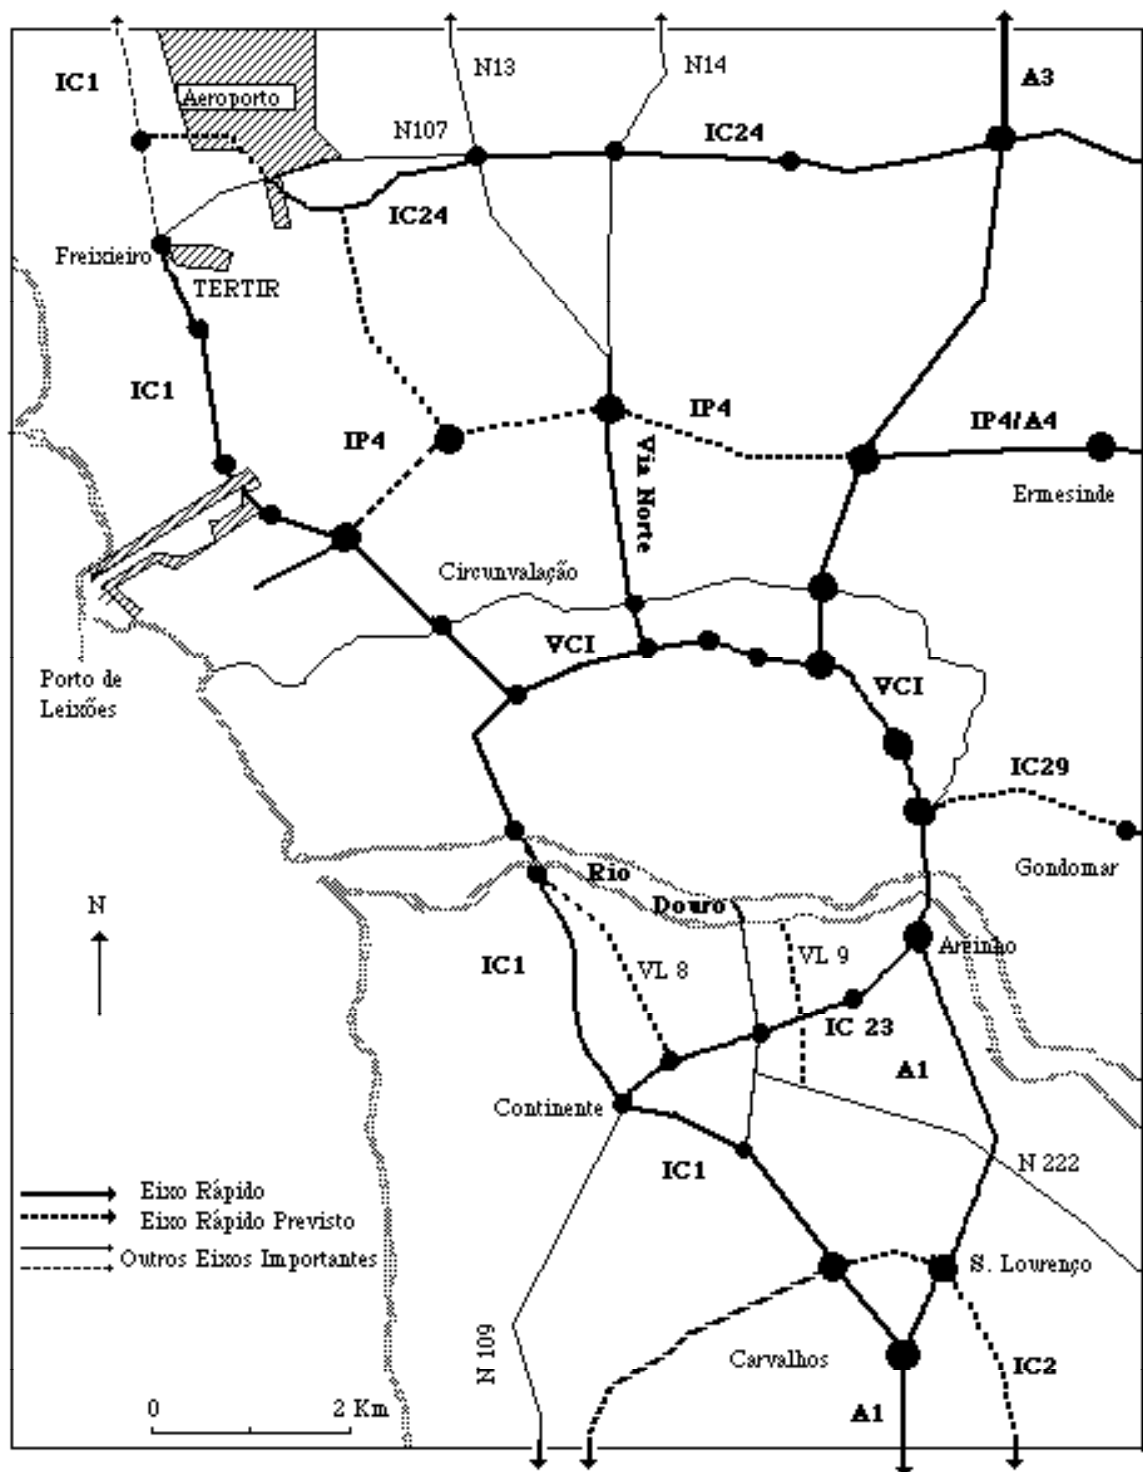 IC1
N13
N14
A3
Aeroporto
N107
IC24
IC24
Freixieiro
TERTIR
IC1
IP4
IP4
IP4/A4
Via Norte
Ermesinde
Circunvalação
VCI
VCI
Porto de
Leixões
IC29
Gondomar
Rio
Douro
N
IC1
VL 8
VL 9
Areinho
IC 23
A1
Continente
IC1
N 222
Eixo Rápido
Eixo Rápido Previsto
Outros Eixos Importantes
S. Lourenço
N 109
Carvalhos
IC2
0 2 Km
A1